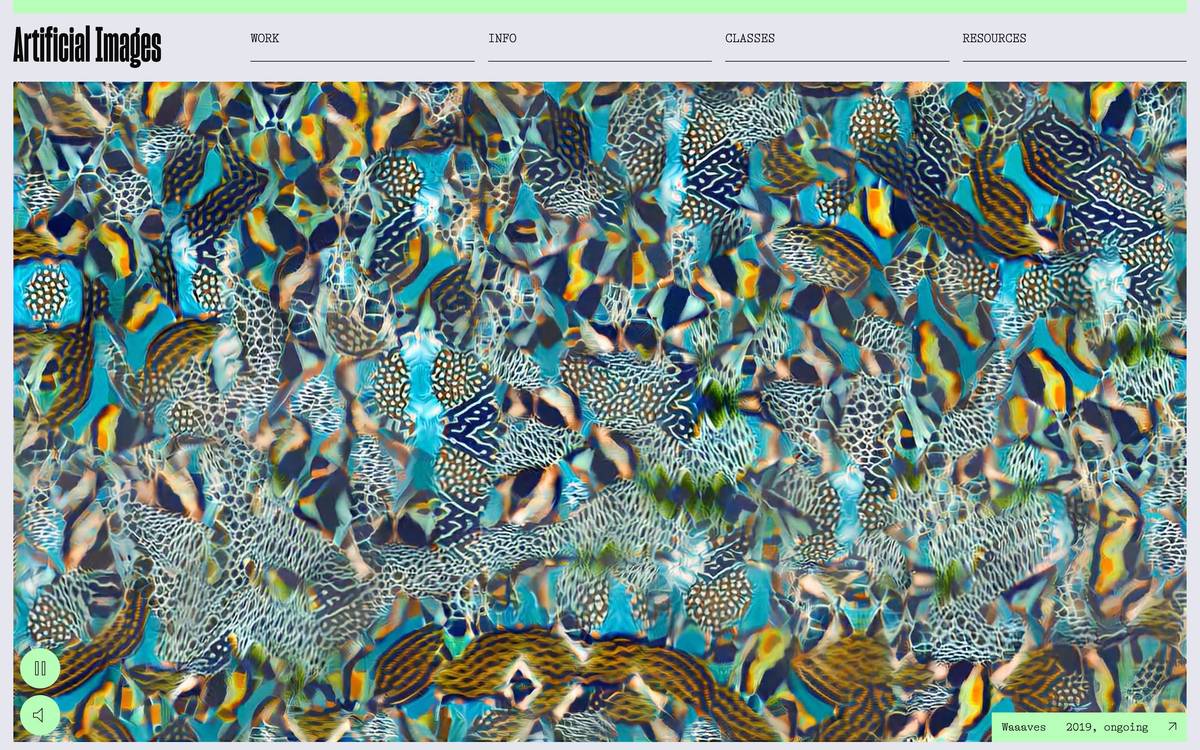 Artificial Images
WORK
INFO
CLASSES
RESOURCES
Waaaves 2019, ongoing